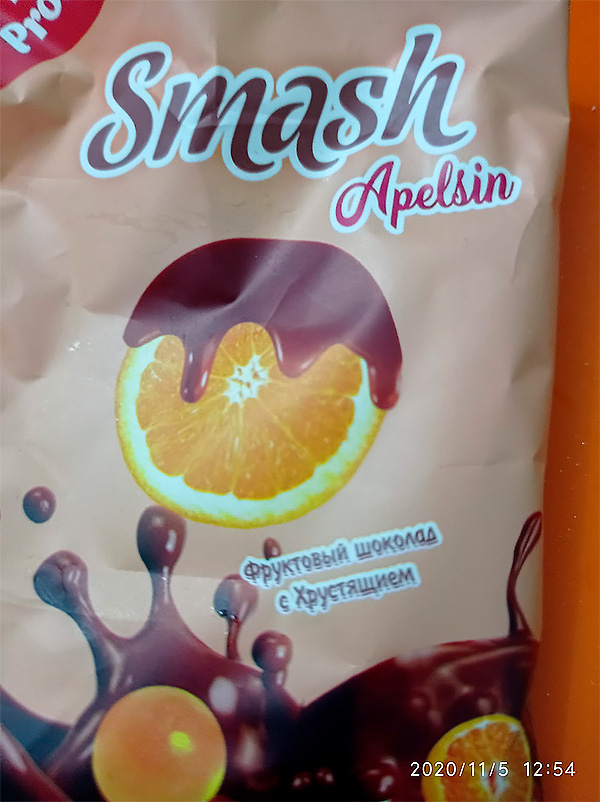 Pro
Smash
Apelsin
Фруктовый шоколад
с Хрустящием
2020/11/5 12:54